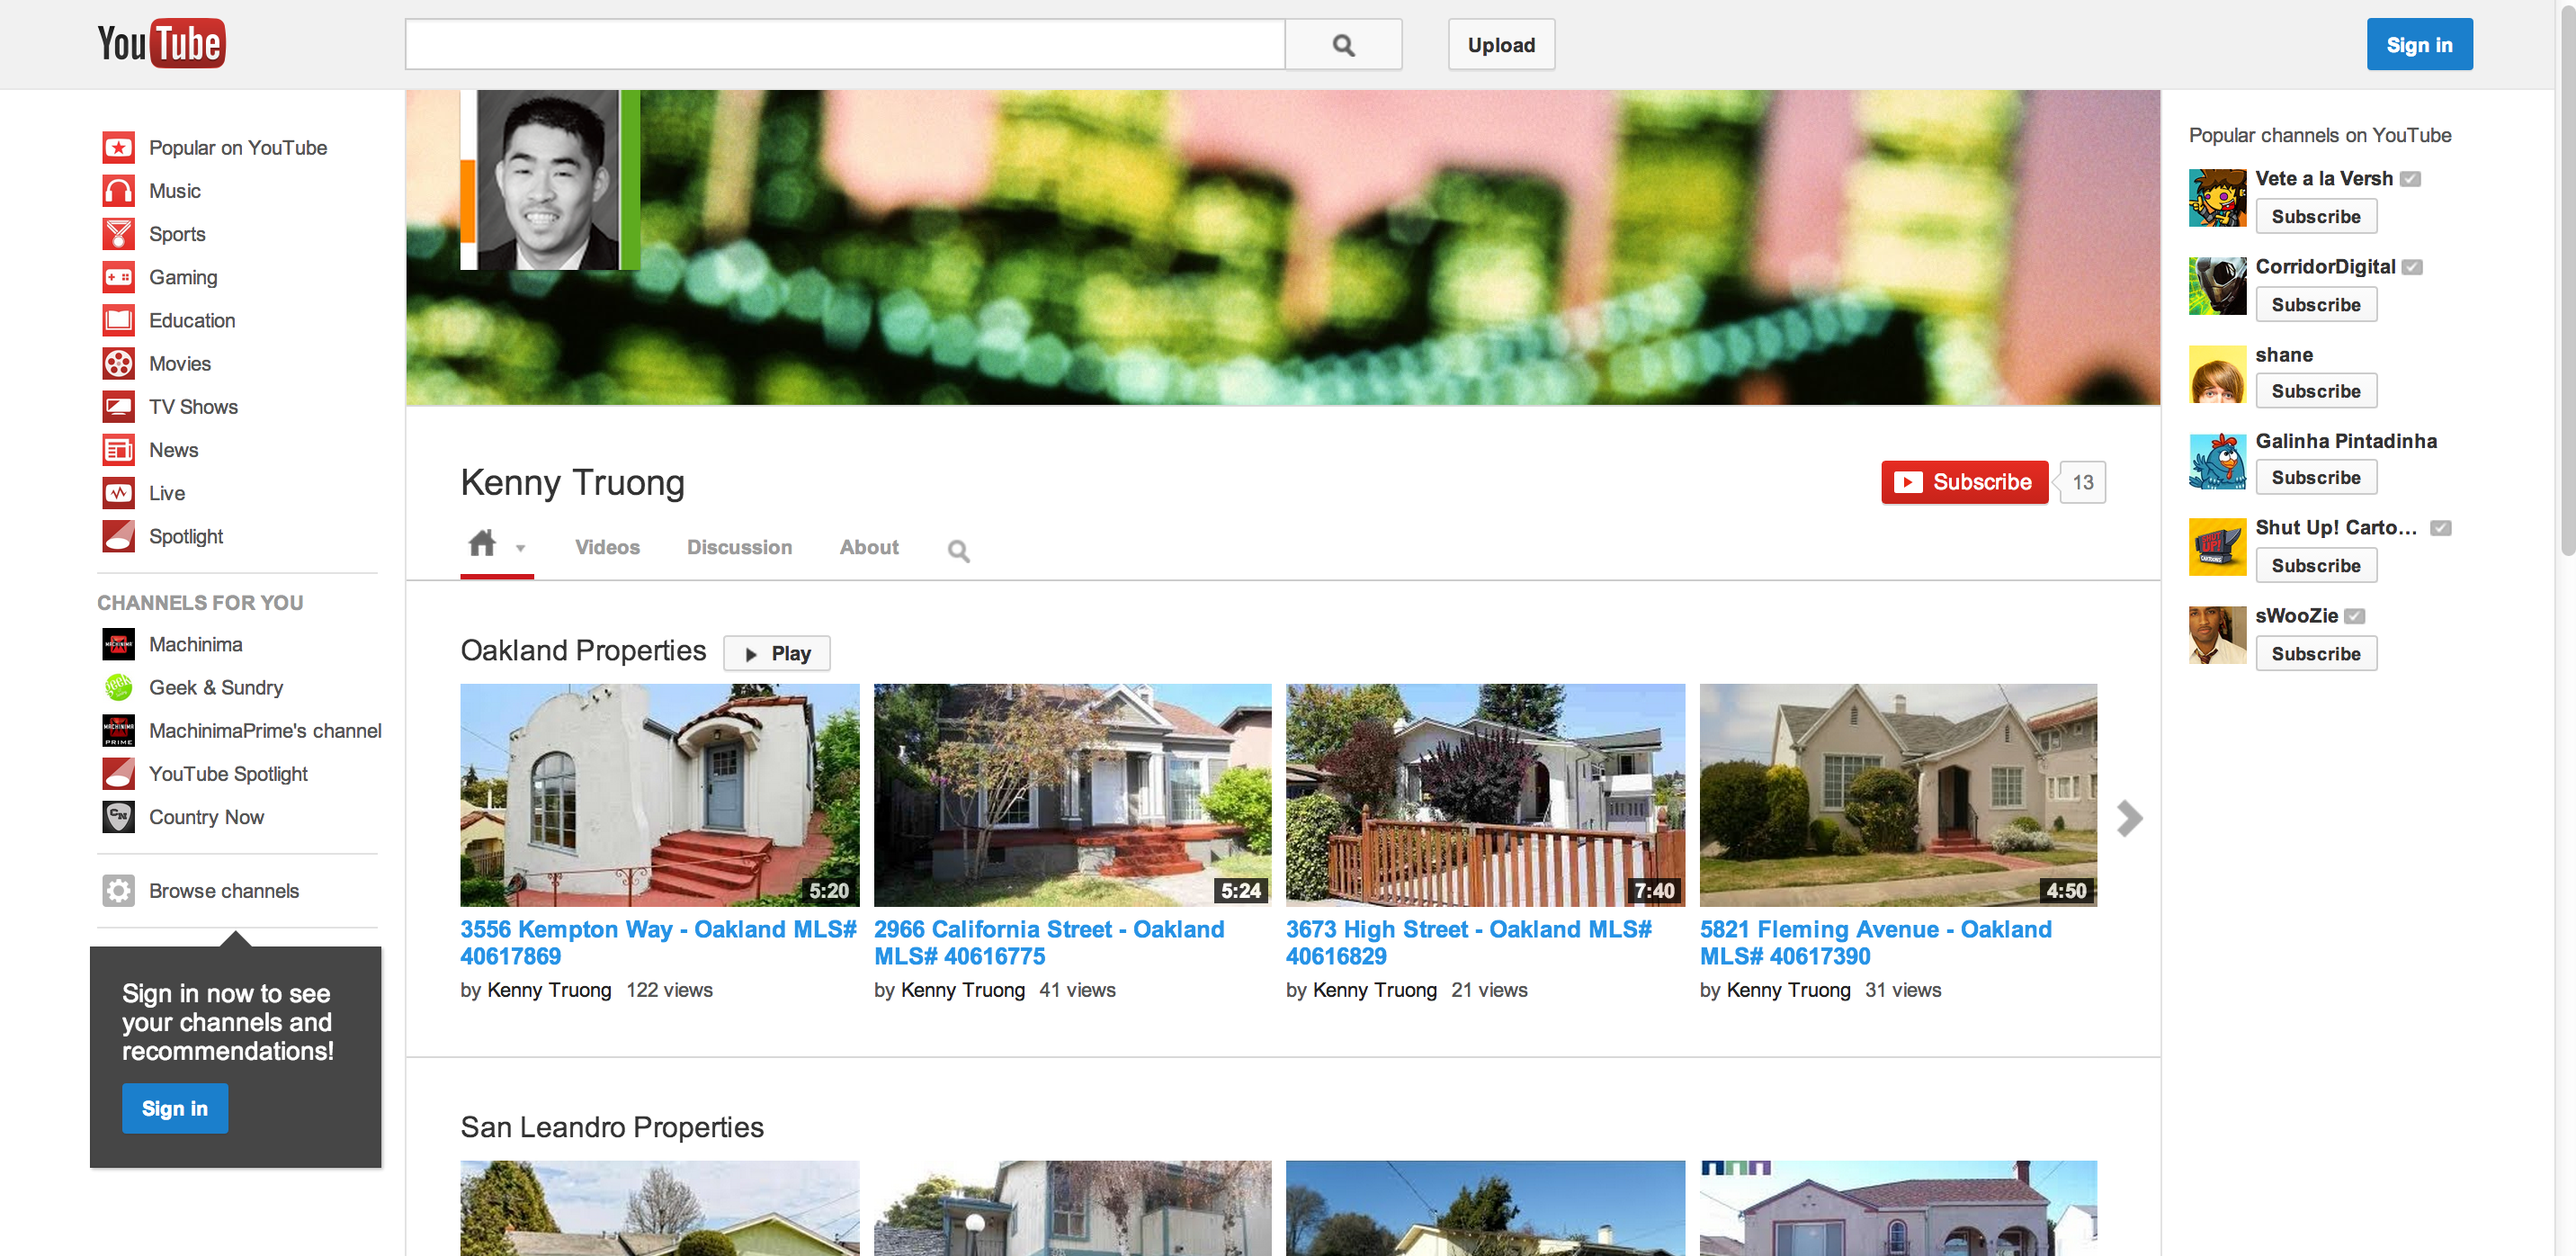 YouTube
Upload
Sign in
Popular on YouTube
Music
Sports
Gaming
Education
Movies
TV Shows
News
Live
Spotlight
CHANNELS FOR YOU
Machinima
Geek & Sundry
MachinimaPrime's channel
YouTube Spotlight
Country Now
Browse channels
Sign in now to see
your channels and
recommendations!
Sign in
Kenny Truong
Subscribe 13
Videos Discussion About
Oakland Properties Play
5:20
3556 Kempton Way - Oakland MLS#
40617869
by Kenny Truong 122 views
5:24
2966 California Street - Oakland
MLS# 40616775
by Kenny Truong 41 views
7:40
3673 High Street - Oakland MLS#
40616829
by Kenny Truong 21 views
4:50
5821 Fleming Avenue - Oakland
MLS# 40617390
by Kenny Truong 31 views
San Leandro Properties
Popular channels on YouTube
Vete a la Versh
Subscribe
CorridorDigital
Subscribe
shane
Subscribe
Galinha Pintadinha
Subscribe
Shut Up! Carto...
Subscribe
sWooZie
Subscribe